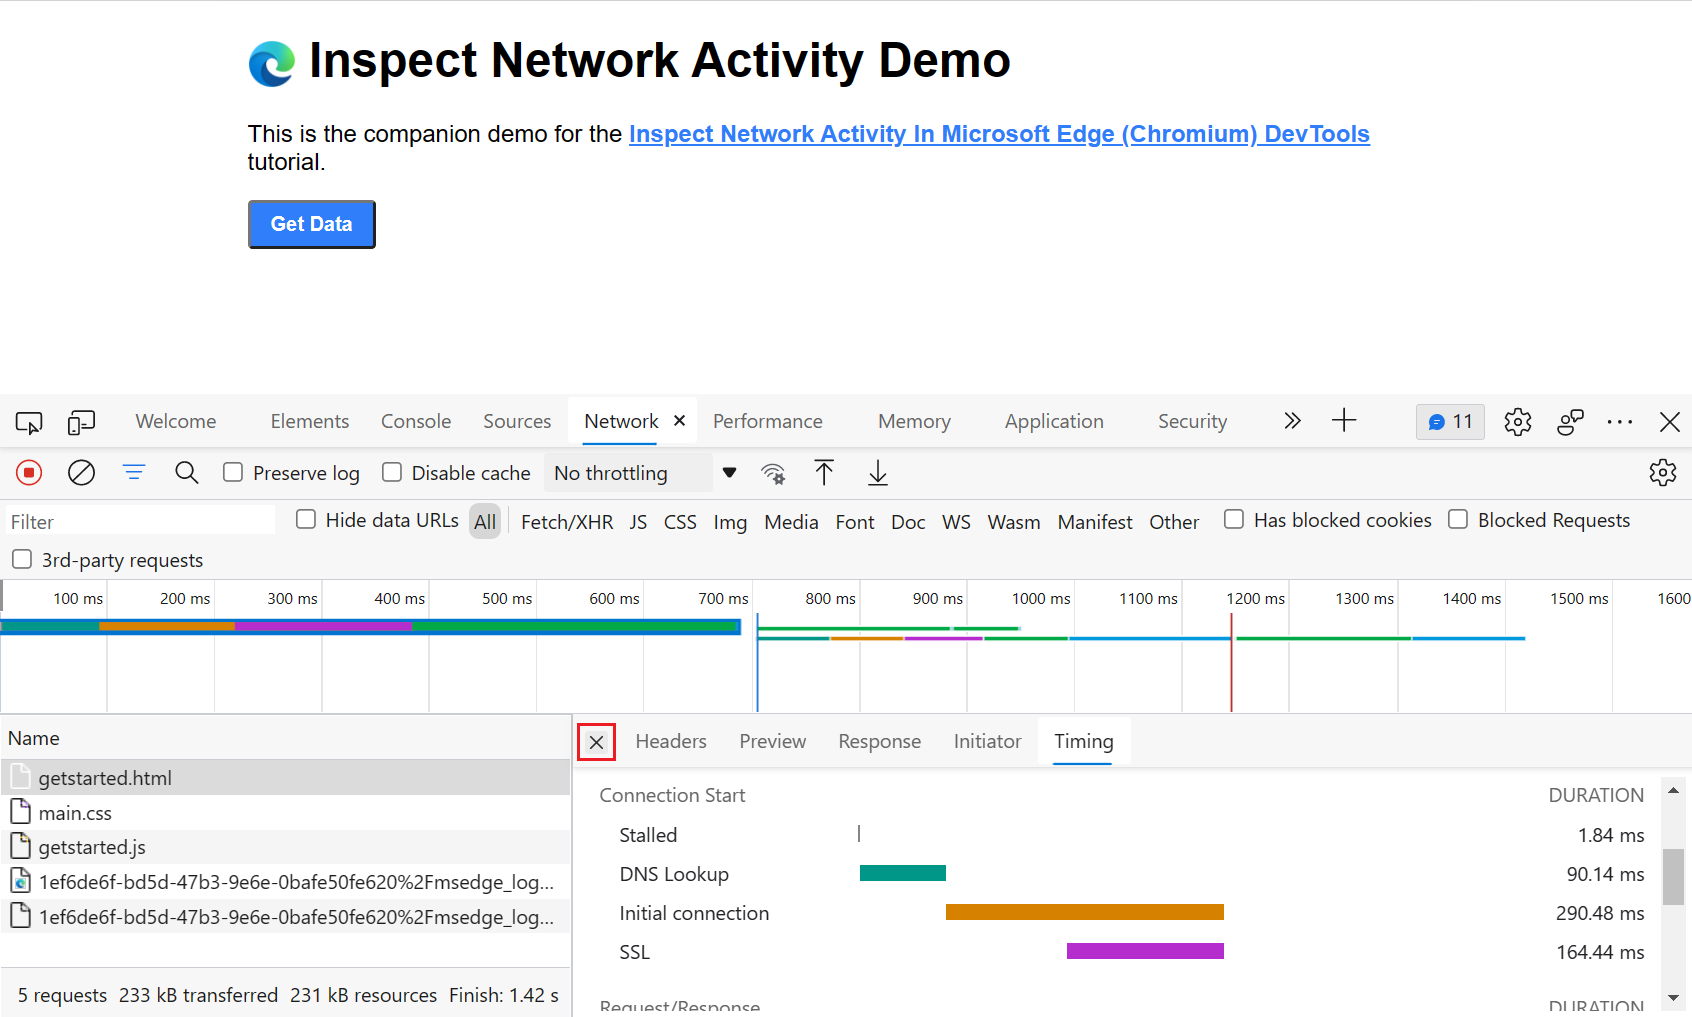 Inspect Network Activity Demo
This is the companion demo for the Inspect Network Activity In Microsoft Edge (Chromium) DevTools
tutorial.
Get Data
Welcome Elements Console Sources Network Performance Memory Application Security 11
Preserve log Disable cache No throttling
Filter Hide data URLs All Fetch/XHR JS CSS Img Media Font Doc WS Wasm Manifest Other Has blocked cookies Blocked Requests
3rd-party requests
100 ms 200 ms 300 ms 400 ms 500 ms 600 ms 700 ms 800 ms 900 ms 1000 ms 1100 ms 1200 ms 1300 ms 1400 ms 1500 ms 1600
Name
getstarted.html
main.css
getstarted.js
1ef6de6f-bd5d-47b3-9e6e-0bafe50fe620%2Fmsedge_log...
1ef6de6f-bd5d-47b3-9e6e-0bafe50fe620%2Fmsedge_log...
5 requests 233 kB transferred 231 kB resources Finish: 1.42 s
Headers Preview Response Initiator Timing
Connection Start DURATION
Stalled 1.84 ms
DNS Lookup 90.14 ms
Initial connection 290.48 ms
SSL 164.44 ms
Request/Response DURATION